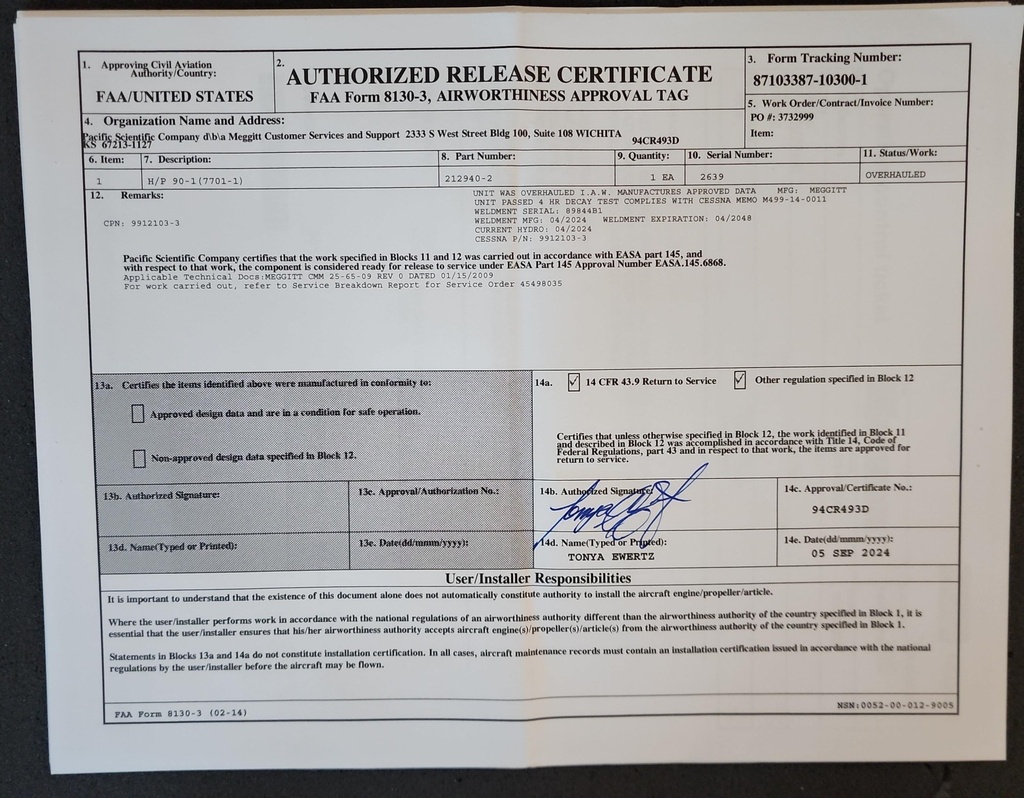 1. Approving Civil Aviation Authority/Country:
FAA/UNITED STATES
2.
AUTHORIZED RELEASE CERTIFICATE
FAA Form 8130-3, AIRWORTHINESS APPROVAL TAG
3. Form Tracking Number:
87103387-10300-1
4. Organization Name and Address:
Pacific Scientific Company d\b\a Meggitt Customer Services and Support 2333 S West Street Bldg 100, Suite 108 WICHITA
KS 67213-1127
94CR493D
5. Work Order/Contract/Invoice Number:
PO #: 3732999
Item:
6. Item:
7. Description:
8. Part Number:
9. Quantity:
10. Serial Number:
11. Status/Work:
1
H/P 90-1(7701-1)
212940-2
1 EA
2639
OVERHAULED
12. Remarks:
CPN: 9912103-3
UNIT WAS OVERHAULED I.A.W. MANUFACTURES APPROVED DATA MFG: MEGGITT
UNIT PASSED 4 HR DECAY TEST COMPLIES WITH CESSNA MEMO M499-14-0011
WELDMENT SERIAL: 89844B1
WELDMENT MFG: 04/2024 WELDMENT EXPIRATION: 04/2048
CURRENT HYDRO: 04/2024
CESSNA P/N: 9912103-3
Pacific Scientific Company certifies that the work specified in Blocks 11 and 12 was carried out in accordance with EASA part 145, and
with respect to that work, the component is considered ready for release to service under EASA Part 145 Approval Number EASA.145.6868.
Applicable Technical Docs:MEGGITT CMM 25-65-09 REV 0 DATED 01/15/2009
For work carried out, refer to Service Breakdown Report for Service Order 45498035
13a. Certifies the items identified above were manufactured in conformity to:
Approved design data and are in a condition for safe operation.
Non-approved design data specified in Block 12.
14a. 14 CFR 43.9 Return to Service
Other regulation specified in Block 12
Certifies that unless otherwise specified in Block 12, the work identified in Block 11
and described in Block 12 was accomplished in accordance with Title 14, Code of
Federal Regulations, part 43 and in respect to that work, the items are approved for
return to service.
13b. Authorized Signature:
13c. Approval/Authorization No.:
14b. Authorized Signature:
14c. Approval/Certificate No.:
94CR493D
13d. Name(Typed or Printed):
13e. Date(dd/mmm/yyyy):
14d. Name(Typed or Printed):
TONYA EWERTZ
14e. Date(dd/mmm/yyyy):
05 SEP 2024
User/Installer Responsibilities
It is important to understand that the existence of this document alone does not automatically constitute authority to install the aircraft engine/propeller/article.
Where the user/installer performs work in accordance with the national regulations of an airworthiness authority different than the airworthiness authority of the country specified in Block 1, it is
essential that the user/installer ensures that his/her airworthiness authority accepts aircraft engine(s)/propeller(s)/article(s) from the airworthiness authority of the country specified in Block 1.
Statements in Blocks 13a and 14a do not constitute installation certification. In all cases, aircraft maintenance records must contain an installation certification issued in accordance with the national
regulations by the user/installer before the aircraft may be flown.
FAA Form 8130-3 (02-14)
NSN:0052-00-012-9005